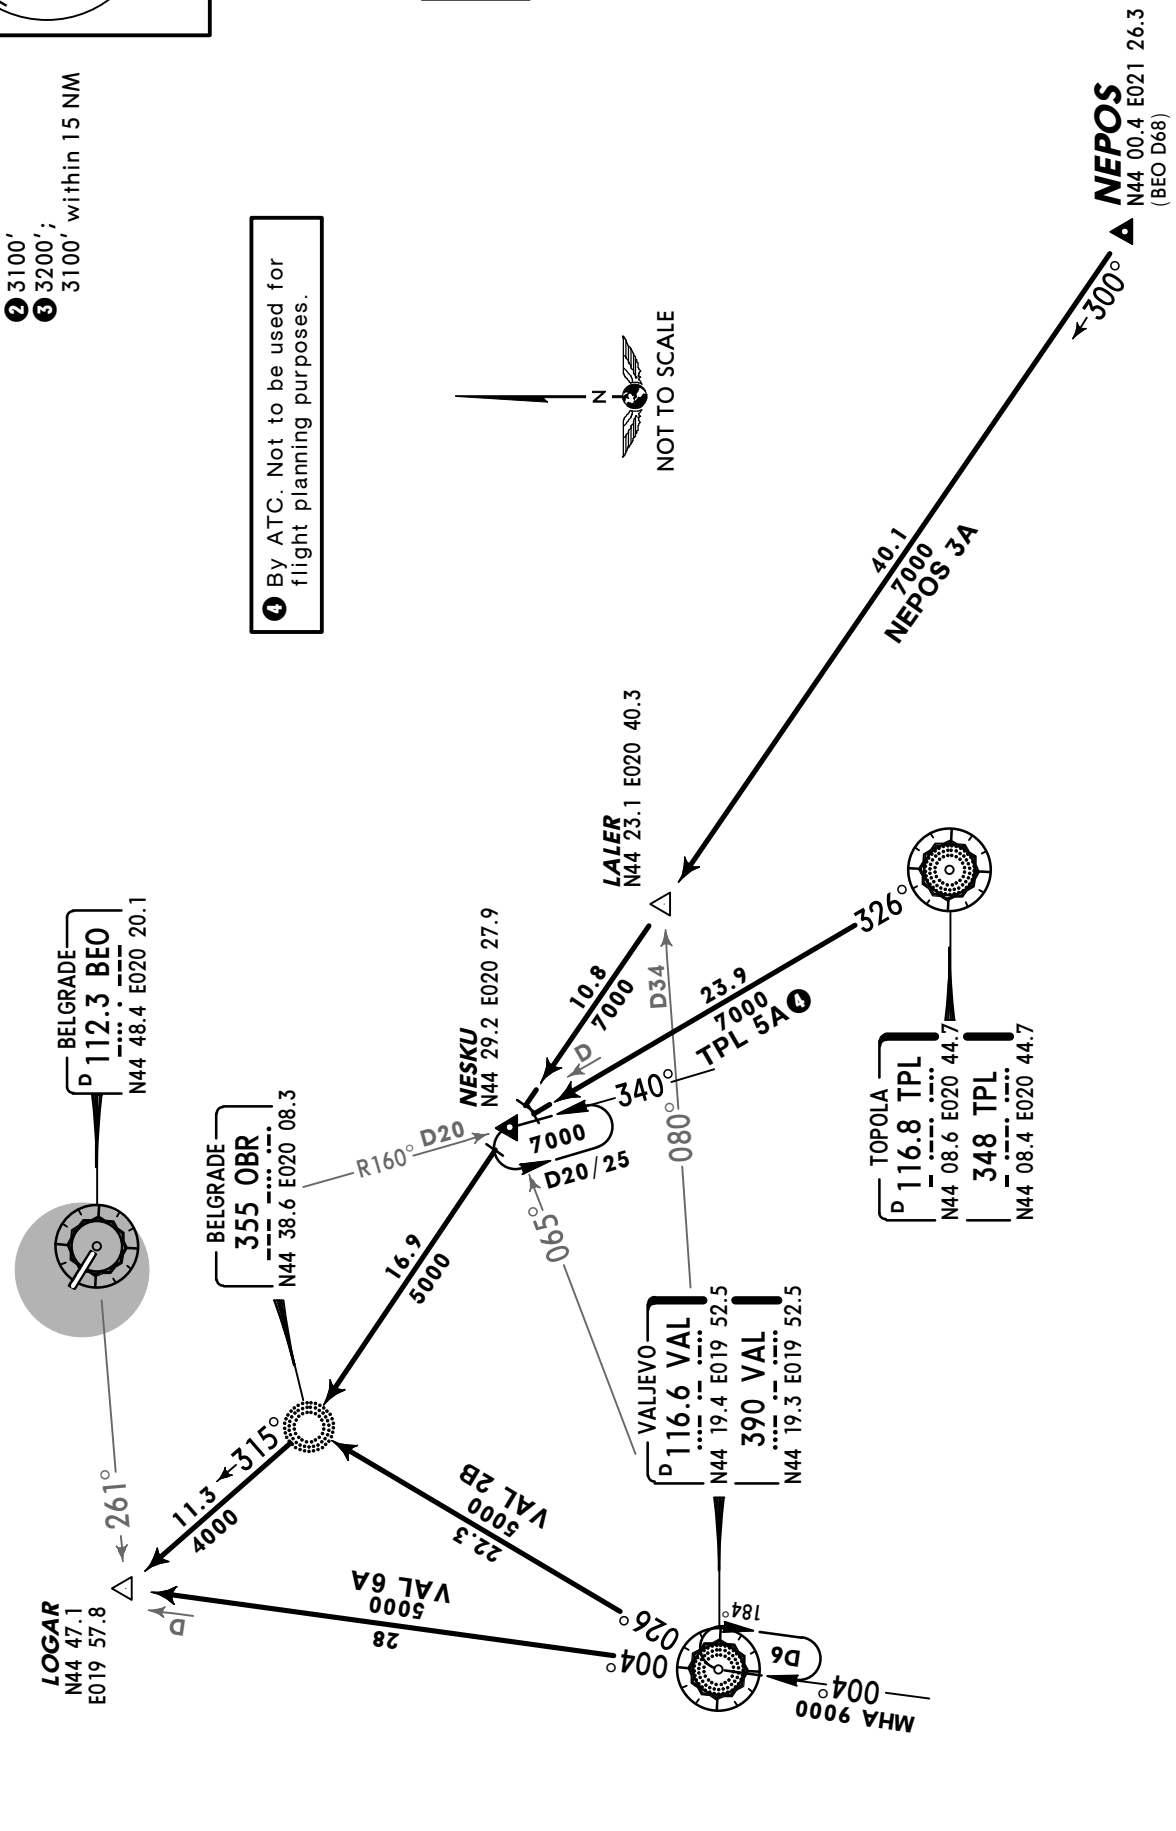 ❷ 3100'
❸ 3200';
3100' within 15 NM
❹ By ATC. Not to be used for
flight planning purposes.
N
NOT TO SCALE
NEPOS
N44 00.4 E021 26.3
(BEO D68)
300°
40.1
7000
NEPOS 3A
LALER
N44 23.1 E020 40.3
10.8
7000
D34
080°
326°
23.9
7000
TPL 5A ❹
D
340°
NESKU
N44 29.2 E020 27.9
7000
D20/25
R160°
D20
065°
16.9
5000
BELGRADE
D 112.3 BEO
N44 48.4 E020 20.1
BELGRADE
355 OBR
N44 38.6 E020 08.3
TOPOLA
D 116.8 TPL
N44 08.6 E020 44.7
348 TPL
N44 08.4 E020 44.7
VALJEVO
D 116.6 VAL
N44 19.4 E019 52.5
390 VAL
N44 19.3 E019 52.5
261°
315°
11.3
4000
LOGAR
N44 47.1
E019 57.8
D
VAL 2B
5000
22.3
026°
VAL 6A
5000
28
004°
184°
D6
004°
MHA 9000